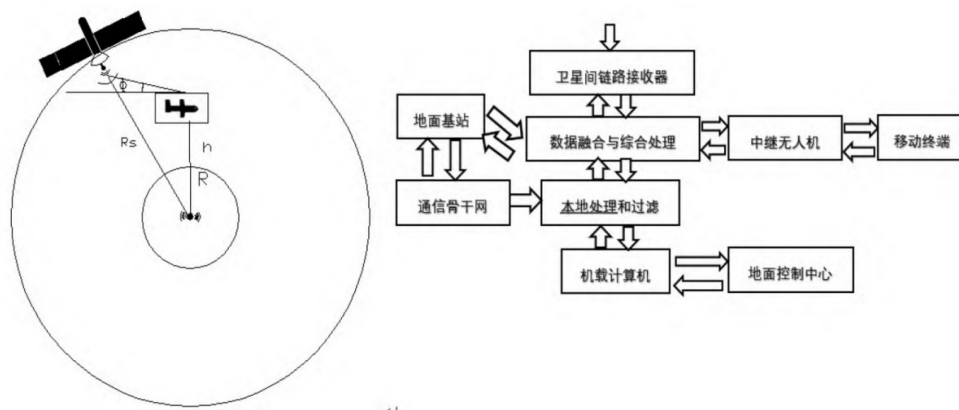 Φ
Rs
h
R
卫星间链路接收器
地面基站
数据融合与综合处理
中继无人机
移动终端
通信骨干网
本地处理和过滤
机载计算机
地面控制中心